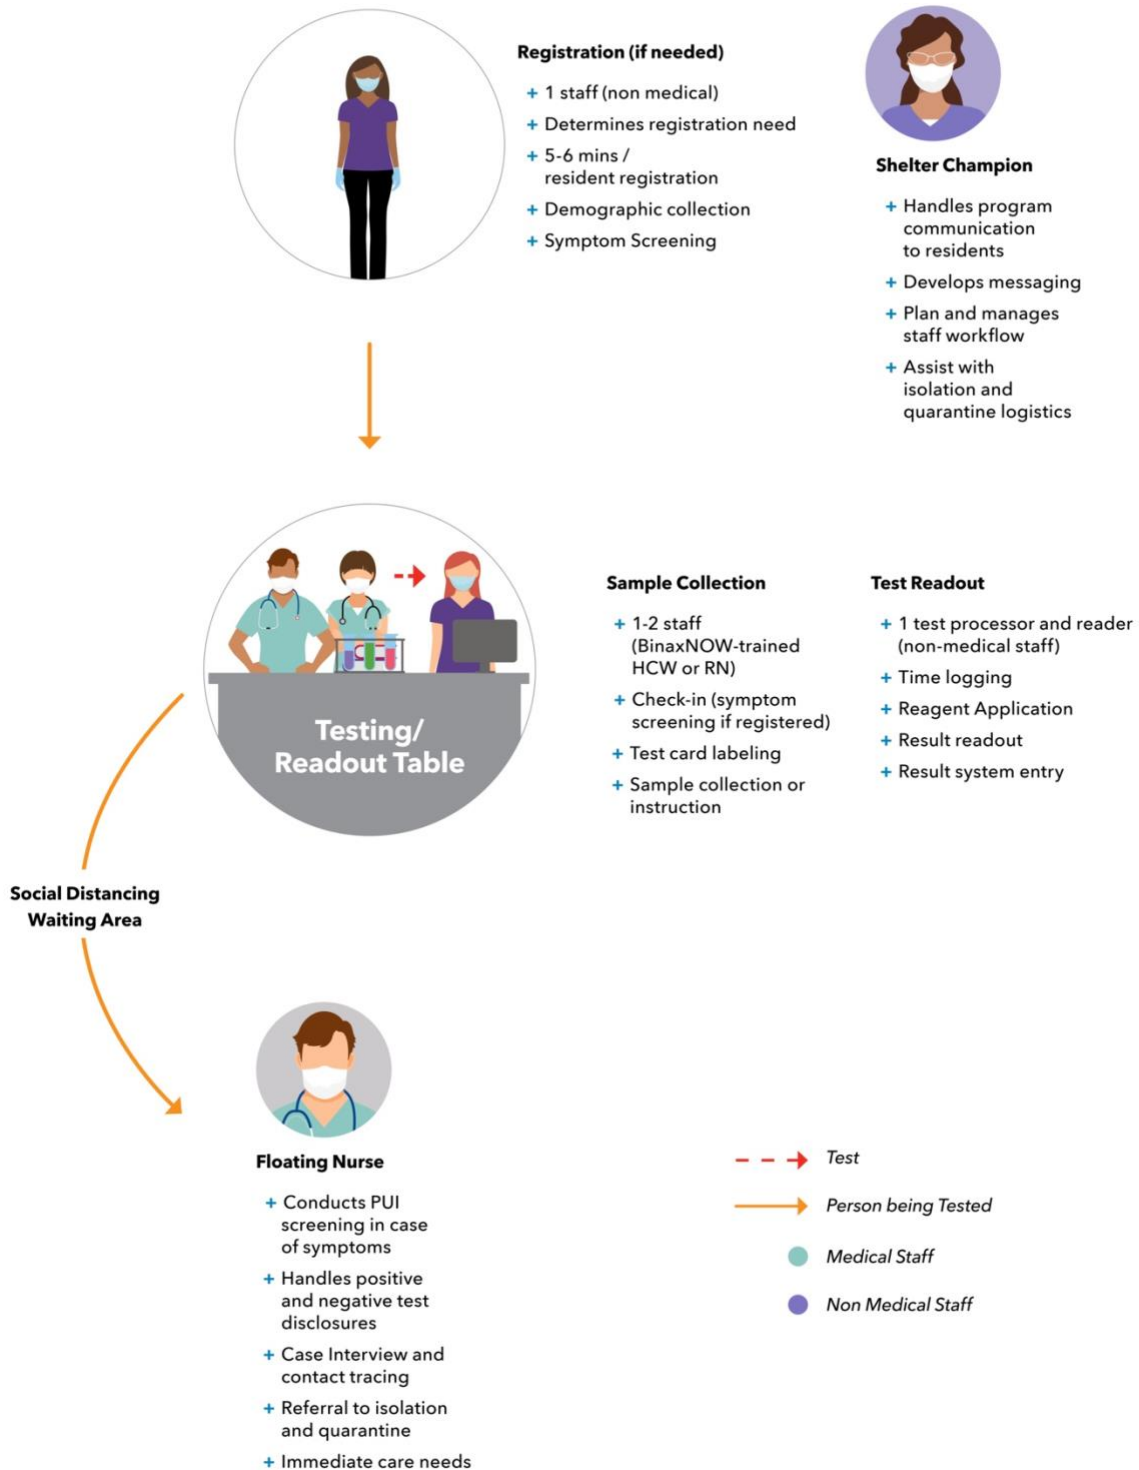 Registration (if needed)
+ 1 staff (non medical)
+ Determines registration need
+ 5-6 mins /
resident registration
+ Demographic collection
+ Symptom Screening
Shelter Champion
+ Handles program
communication
to residents
+ Develops messaging
+ Plan and manages
staff workflow
+ Assist with
isolation and
quarantine logistics
Testing/
Readout Table
Sample Collection
+ 1-2 staff
(BinaxNOW-trained
HCW or RN)
+ Check-in (symptom
screening if registered)
+ Test card labeling
+ Sample collection or
instruction
Test Readout
+ 1 test processor and reader
(non-medical staff)
+ Time logging
+ Reagent Application
+ Result readout
+ Result system entry
Social Distancing
Waiting Area
Floating Nurse
+ Conducts PUI
screening in case
of symptoms
+ Handles positive
and negative test
disclosures
+ Case Interview and
contact tracing
+ Referral to isolation
and quarantine
+ Immediate care needs
Test
Person being Tested
Medical Staff
Non Medical Staff